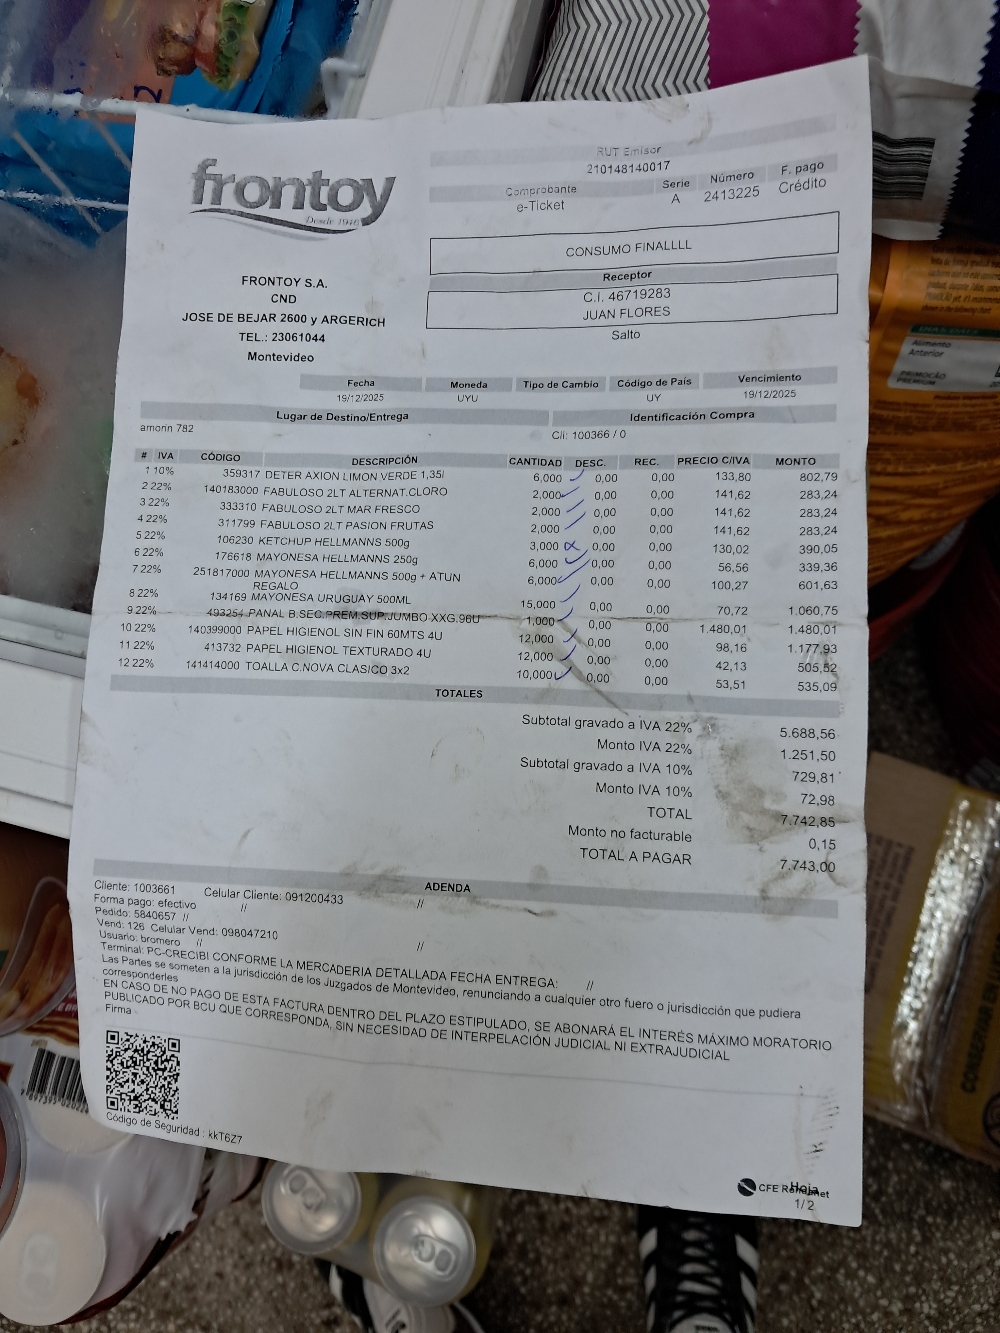 frontoy
Desde 1946
RUT Emisor
210148140017
Comprobante Serie Número F. pago
e-Ticket A 2413225 Crédito
CONSUMO FINALLLL
Receptor
C.I. 46719283
JUAN FLORES
Salto
FRONTOY S.A.
CND
JOSE DE BEJAR 2600 y ARGERICH
TEL.: 23061044
Montevideo
Fecha Moneda Tipo de Cambio Código de País Vencimiento
19/12/2025 UYU UY 19/12/2025
Lugar de Destino/Entrega Identificación Compra
amorin 782 Cli: 100366 / 0
# IVA CÓDIGO DESCRIPCIÓN CANTIDAD DESC. REC. PRECIO C/IVA MONTO
1 10% 359317 DETER AXION LIMON VERDE 1,35l 6,000 0,00 0,00 133,80 802,79
2 22% 140183000 FABULOSO 2LT ALTERNAT.CLORO 2,000 0,00 0,00 141,62 283,24
3 22% 333310 FABULOSO 2LT MAR FRESCO 2,000 0,00 0,00 141,62 283,24
4 22% 311799 FABULOSO 2LT PASION FRUTAS 2,000 0,00 0,00 141,62 283,24
5 22% 106230 KETCHUP HELLMANNS 500g 3,000 0,00 0,00 130,02 390,05
6 22% 176618 MAYONESA HELLMANNS 250g 6,000 0,00 0,00 56,56 339,36
7 22% 251817000 MAYONESA HELLMANNS 500g + ATUN 6,000 0,00 0,00 100,27 601,63
REGALO
8 22% 134169 MAYONESA URUGUAY 500ML 15,000 0,00 0,00 70,72 1.060,75
9 22% 493254 PANAL B.SEC.PREM SUP.JUMBO XXG.96U 1,000 0,00 0,00 1.480,01 1.480,01
10 22% 140399000 PAPEL HIGIENOL SIN FIN 60MTS 4U 12,000 0,00 0,00 98,16 1.177,93
11 22% 413732 PAPEL HIGIENOL TEXTURADO 4U 12,000 0,00 0,00 42,13 505,52
12 22% 141414000 TOALLA C.NOVA CLASICO 3x2 10,000 0,00 0,00 53,51 535,09
TOTALES
Subtotal gravado a IVA 22% 5.688,56
Monto IVA 22% 1.251,50
Subtotal gravado a IVA 10% 729,81
Monto IVA 10% 72,98
TOTAL 7.742,85
Monto no facturable 0,15
TOTAL A PAGAR 7.743,00
ADENDA
Cliente: 1003661 Celular Cliente: 091200433 //
Forma pago: efectivo //
Pedido: 5840657 //
Vend: 126 Celular Vend: 098047210
Usuario: bromero // //
Terminal: PC-CRECIBI CONFORME LA MERCADERIA DETALLADA FECHA ENTREGA: //
Las Partes se someten a la jurisdicción de los Juzgados de Montevideo, renunciando a cualquier otro fuero o jurisdicción que pudiera
corresponderles
EN CASO DE NO PAGO DE ESTA FACTURA DENTRO DEL PLAZO ESTIPULADO, SE ABONARÁ EL INTERÉS MÁXIMO MORATORIO
PUBLICADO POR BCU QUE CORRESPONDA, SIN NECESIDAD DE INTERPELACIÓN JUDICIAL NI EXTRAJUDICIAL
Firma
Código de Seguridad : kkT6Z7
CFE
Hoja
1/ 2
Alimento
Anterior
PROMOÇÃO
PREMIUM